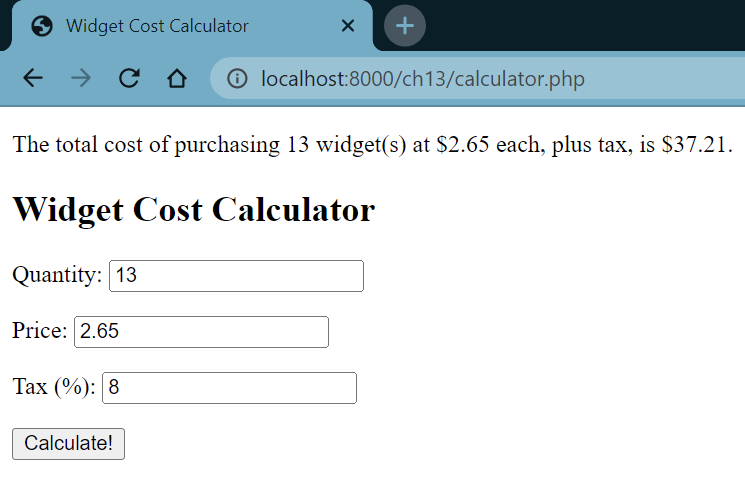 Widget Cost Calculator
localhost:8000/ch13/calculator.php
The total cost of purchasing 13 widget(s) at $2.65 each, plus tax, is $37.21.
Widget Cost Calculator
Quantity: 13
Price: 2.65
Tax (%): 8
Calculate!